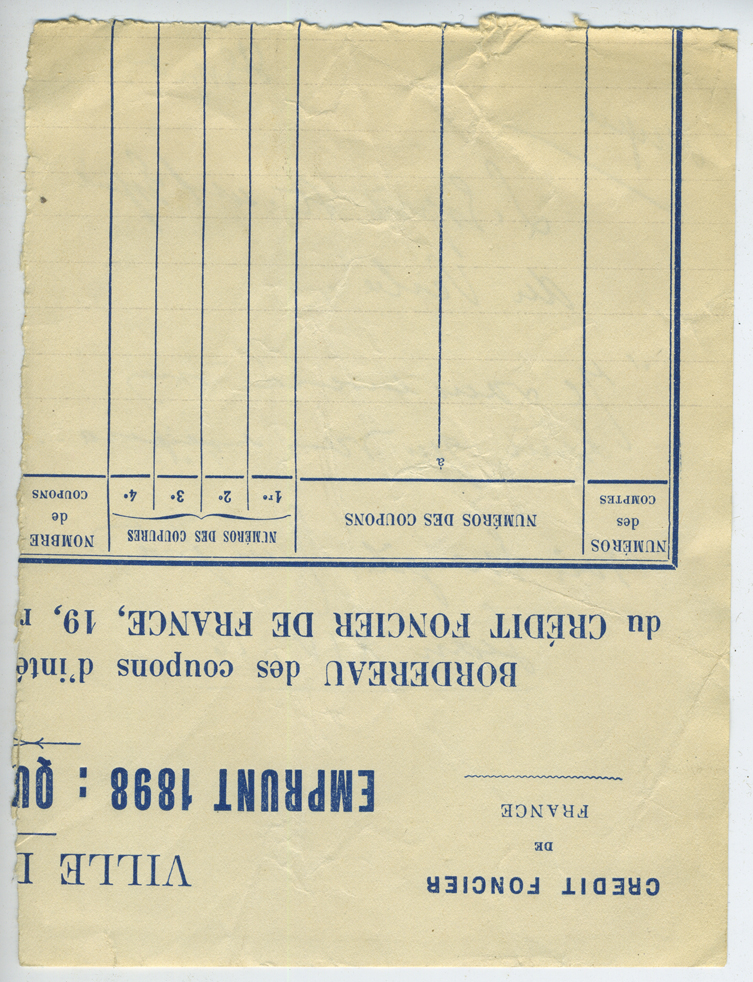 CREDIT FONCIER
DE
FRANCE
VILLE
EMPRUNT 1898 : QU
BORDEREAU des coupons d'inté
du CRÉDIT FONCIER DE FRANCE, 19, r
NUMÉROS
des
COMPTES
NUMÉROS DES COUPONS
à
NUMÉROS DES COUPURES
1re 2e 3e 4e
NOMBRE
de
COUPONS